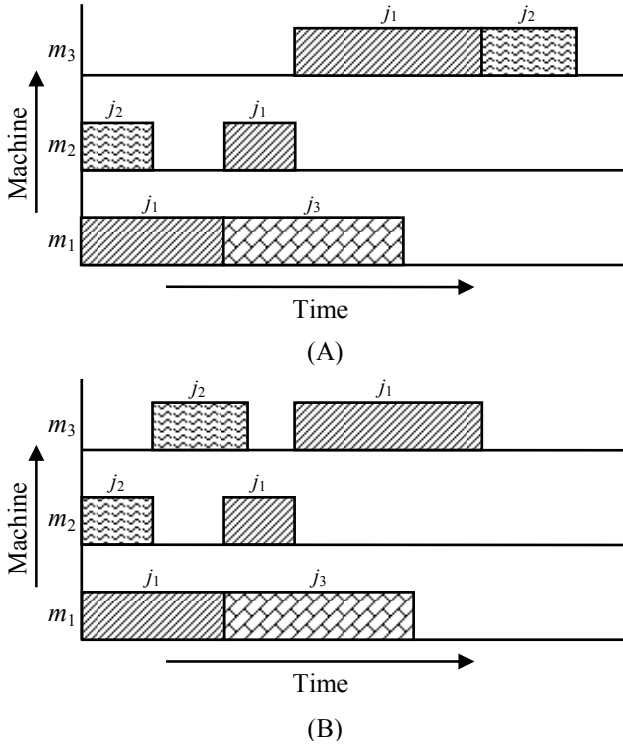 j₁ j₂
m₃
j₂ j₁
m₂
j₁ j₃
m₁
Machine
Time
(A)
j₂ j₁
m₃
j₂ j₁
m₂
j₁ j₃
m₁
Machine
Time
(B)